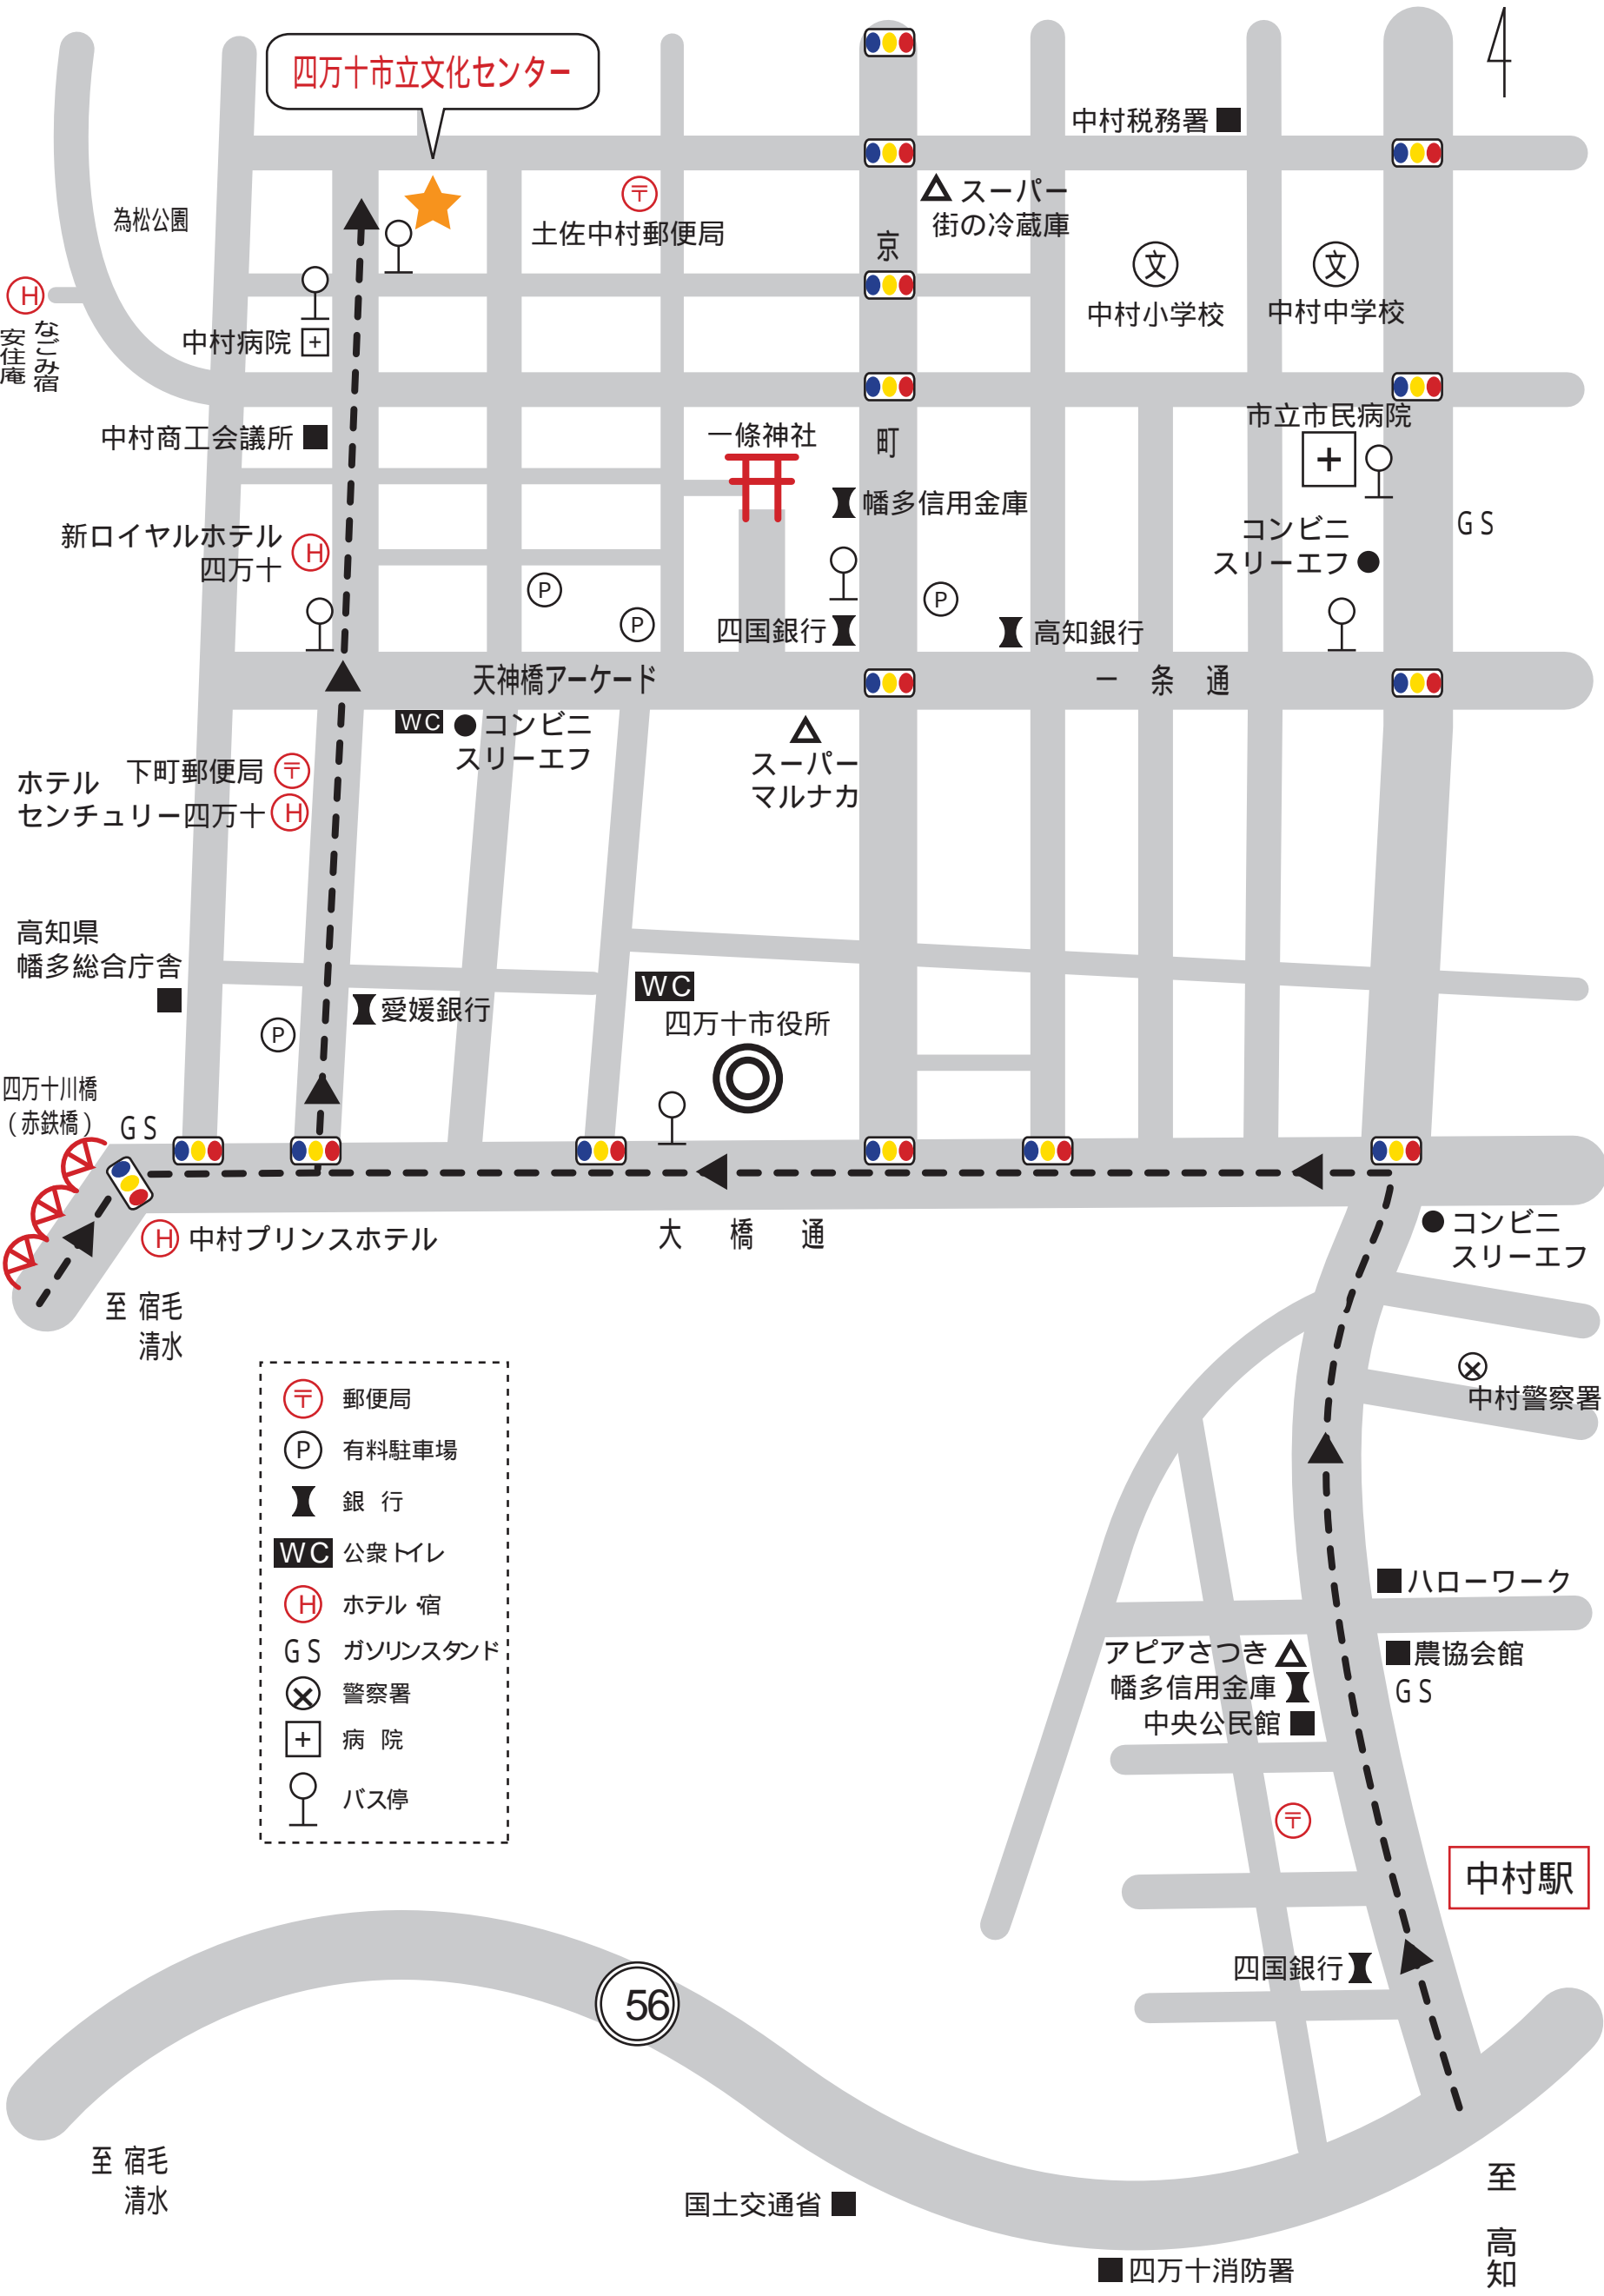 四万十市立文化センター
中村税務署
為松公園
〒
土佐中村郵便局
スーパー
街の冷蔵庫
京
町
文
中村小学校
文
中村中学校
H
なごみ宿
安住庵
中村病院
中村商工会議所
一條神社
市立市民病院
幡多信用金庫
コンビニ
スリーエフ
GS
新ロイヤルホテル
四万十
H
P
P
P
四国銀行
高知銀行
天神橋アーケード
一条通
WC
コンビニ
スリーエフ
スーパー
マルナカ
下町郵便局
〒
ホテル
センチュリー四万十
H
高知県
幡多総合庁舎
愛媛銀行
P
WC
四万十市役所
四万十川橋
(赤鉄橋)
GS
H
中村プリンスホテル
大橋通
コンビニ
スリーエフ
至 宿毛
清水
中村警察署
〒
郵便局
P
有料駐車場
銀 行
WC
公衆トイレ
H
ホテル・宿
GS
ガソリンスタンド
警察署
病 院
バス停
ハローワーク
アピアさつき
農協会館
幡多信用金庫
GS
中央公民館
〒
中村駅
四国銀行
56
至 宿毛
清水
国土交通省
四万十消防署
至 高知